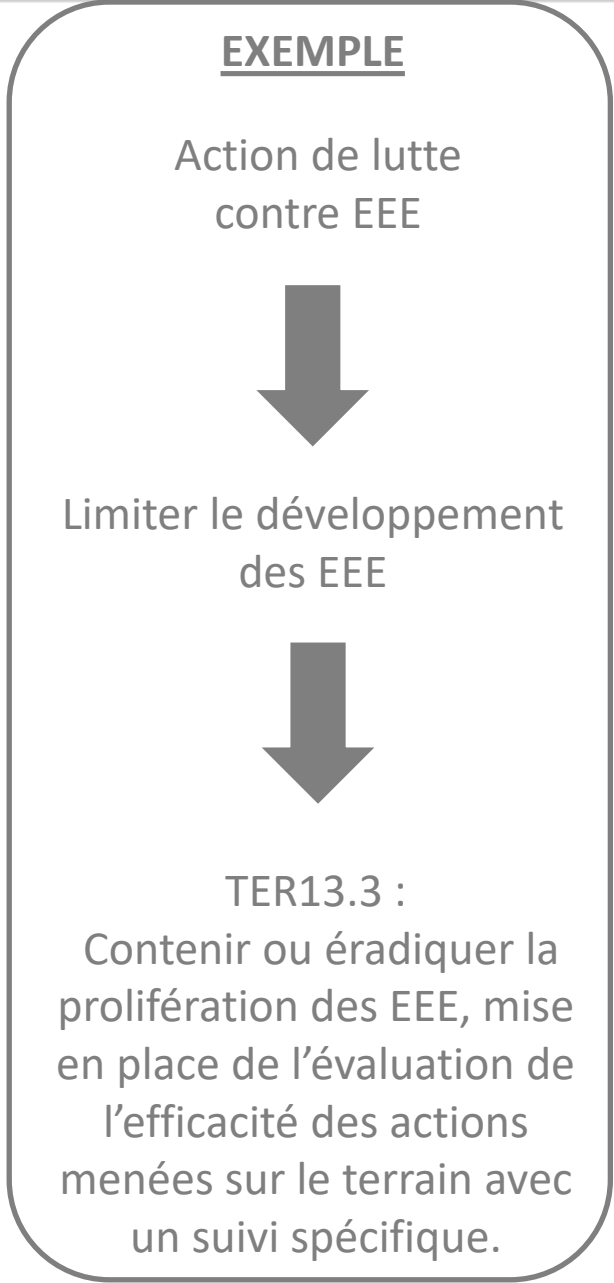 EXEMPLE
Action de lutte
contre EEE
Limiter le développement
des EEE
TER13.3 :
Contenir ou éradiquer la
prolifération des EEE, mise
en place de l’évaluation de
l’efficacité des actions
menées sur le terrain avec
un suivi spécifique.